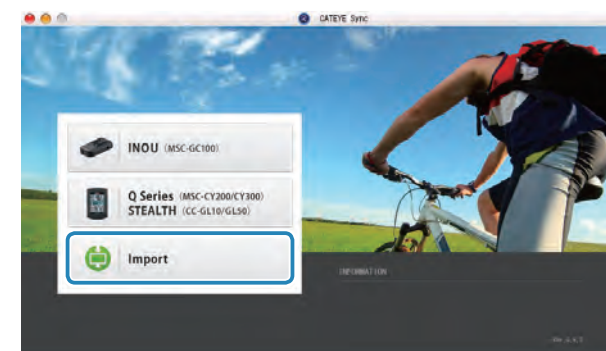 CATEYE Sync
INOU (MSC-GC100)
Q Series (MSC-CY200/CY300)
STEALTH (CC-GL10/GL50)
Import
INFORMATION